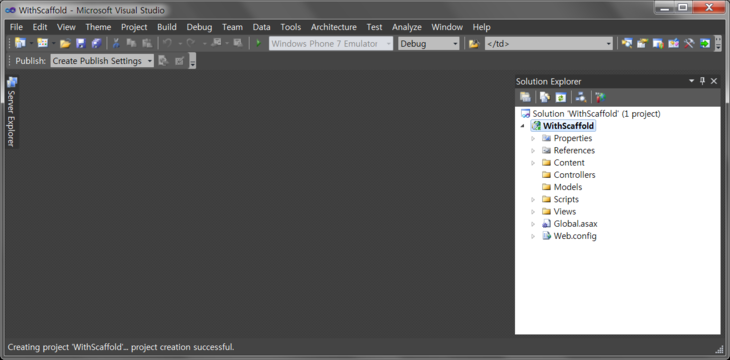 WithScaffold - Microsoft Visual Studio
File Edit View Theme Project Build Debug Team Data Tools Architecture Test Analyze Window Help
Windows Phone 7 Emulator Debug </td>
Publish: Create Publish Settings
Server Explorer
Solution Explorer
Solution 'WithScaffold' (1 project)
WithScaffold
Properties
References
Content
Controllers
Models
Scripts
Views
Global.asax
Web.config
Creating project 'WithScaffold'... project creation successful.